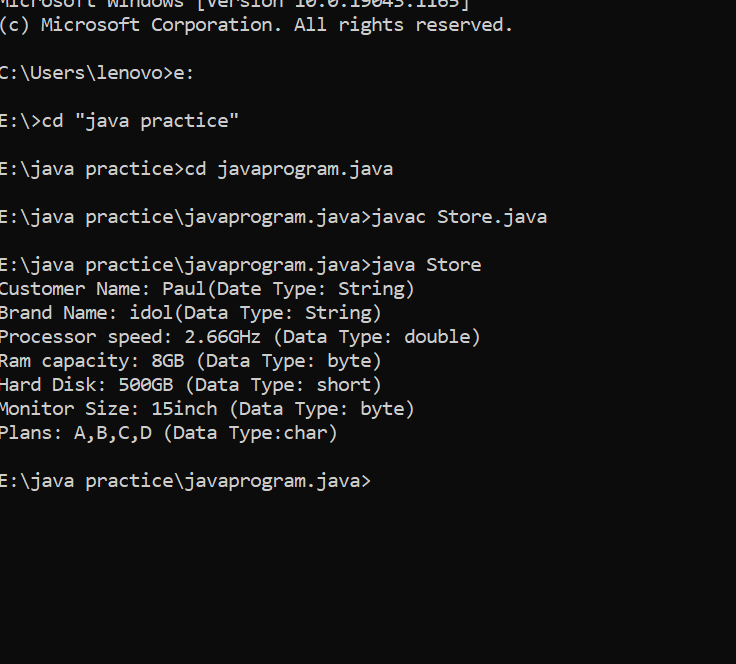 Microsoft Windows [Version 10.0.19043.1165]
(c) Microsoft Corporation. All rights reserved.
C:\Users\lenovo>e:
E:\>cd "java practice"
E:\java practice>cd javaprogram.java
E:\java practice\javaprogram.java>javac Store.java
E:\java practice\javaprogram.java>java Store
Customer Name: Paul(Date Type: String)
Brand Name: idol(Data Type: String)
Processor speed: 2.66GHz (Data Type: double)
Ram capacity: 8GB (Data Type: byte)
Hard Disk: 500GB (Data Type: short)
Monitor Size: 15inch (Data Type: byte)
Plans: A,B,C,D (Data Type:char)
E:\java practice\javaprogram.java>